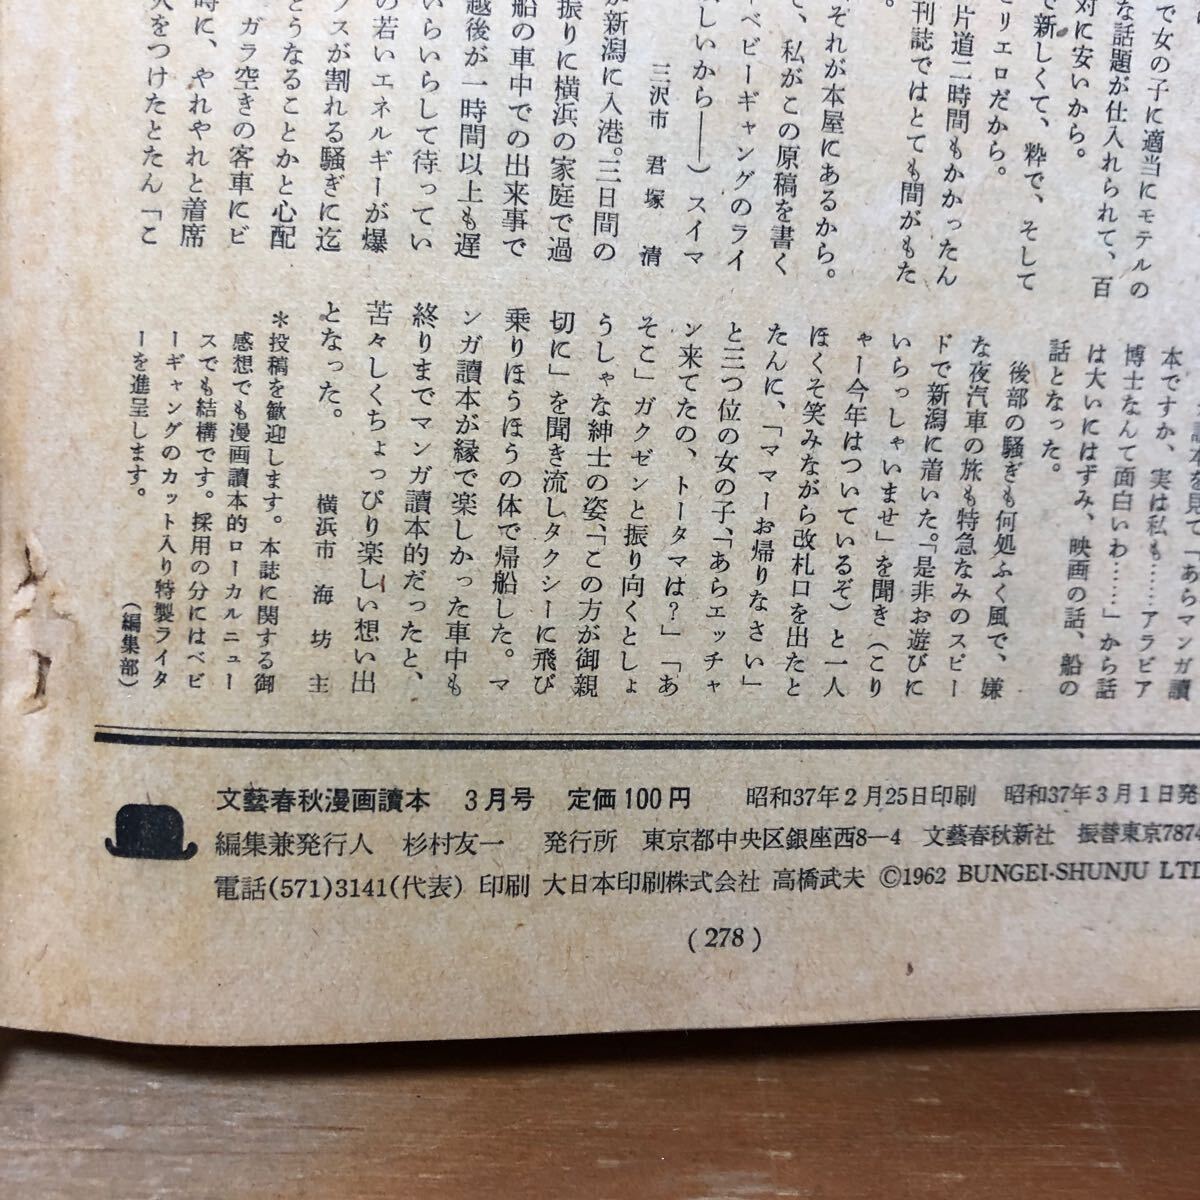 で女の子に適当にモテルの
な話題が仕入れられて、百
対に安いから。
で新しくて、粋で、そして
リエロだから。
片道二時間もかかったん
刊誌ではとても間がもた
それが本屋にあるから。
、私がこの原稿を書く
ベビーギャングのライ
しいから――）スイマ
三沢市 君塚 清
が新潟に入港。三日間の
振りに横浜の家庭で過
船の車中での出来事で
越後が一時間以上も遅
いらいらして待ってい
の若いエネルギーが爆
スが割れる騒ぎに迄
どうなることかと心配
ガラ空きの客車にビ
時に、やれやれと着席
をつけたとたん「こ
讀本を見て「あらマンガ讀
本ですか、実は私も……アラビア
博士なんて面白いわ……」から話
は大いにはずみ、映画の話、船の
話となった。
後部の騒ぎも何処ふく風で、嫌
な夜汽車の旅も特急なみのスピー
ドで新潟に着いた。「是非お遊びに
いらっしゃいませ」を聞き（こり
ゃー今年はついているぞ）と一人
ほくそ笑みながら改札口を出たと
たんに、「ママーお帰りなさい」
と三つ位の女の子、「あらエッチャ
ン来てたの、トータマは？」「あ
そこ」ガクゼンと振り向くとしょ
うしゃな紳士の姿、「この方が御親
切に」を聞き流しタクシーに飛び
乗りほうほうの体で帰船した。マ
ンガ讀本が縁で楽しかった車中も
終りまでマンガ讀本的だったと、
苦々しくちょっぴり楽しい想い出
となった。
横浜市 海坊主
＊投稿を歓迎します。本誌に関する御
感想でも漫画讀本的ローカルニュー
スでも結構です。採用の分にはベビ
ーギャングのカット入り特製ライタ
ーを進呈します。
（編集部）
文藝春秋漫画讀本 3月号 定価100円 昭和37年2月25日印刷 昭和37年3月1日発
編集兼発行人 杉村友一 発行所 東京都中央区銀座西8―4 文藝春秋新社 振替東京7874
電話(571)3141(代表) 印刷 大日本印刷株式会社 高橋武夫 ©1962 BUNGEI-SHUNJU LTD
(278)